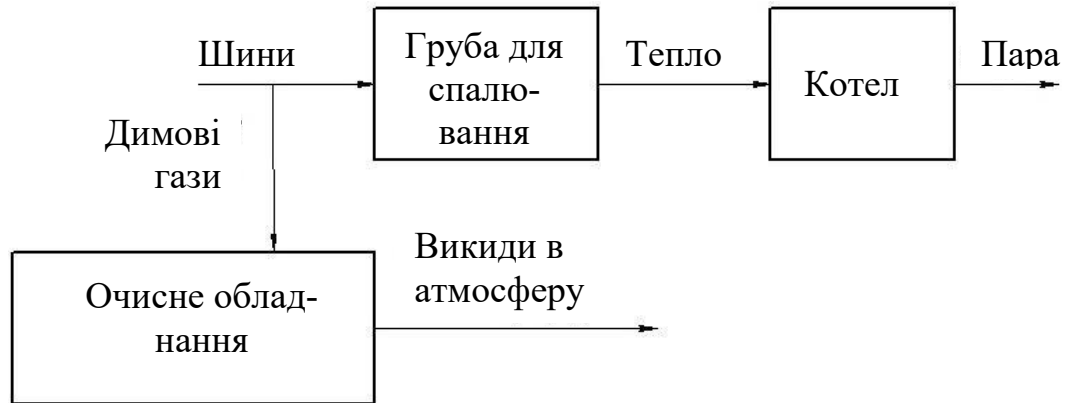 Шини
Груба для
спалю-
вання
Тепло
Котел
Пара
Димові
гази
Очисне облад-
нання
Викиди в
атмосферу